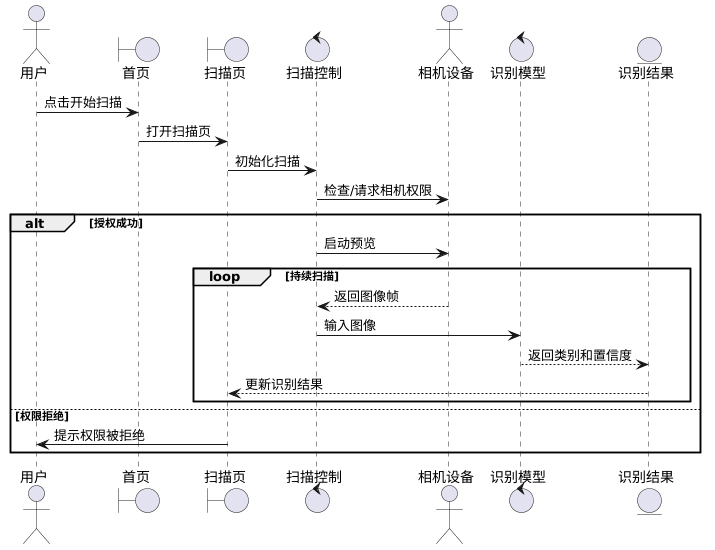 用户 首页 扫描页 扫描控制 相机设备 识别模型 识别结果
点击开始扫描
打开扫描页
初始化扫描
检查/请求相机权限
alt [授权成功]
启动预览
loop [持续扫描]
返回图像帧
输入图像
返回类别和置信度
更新识别结果
[权限拒绝]
提示权限被拒绝
用户 首页 扫描页 扫描控制 相机设备 识别模型 识别结果